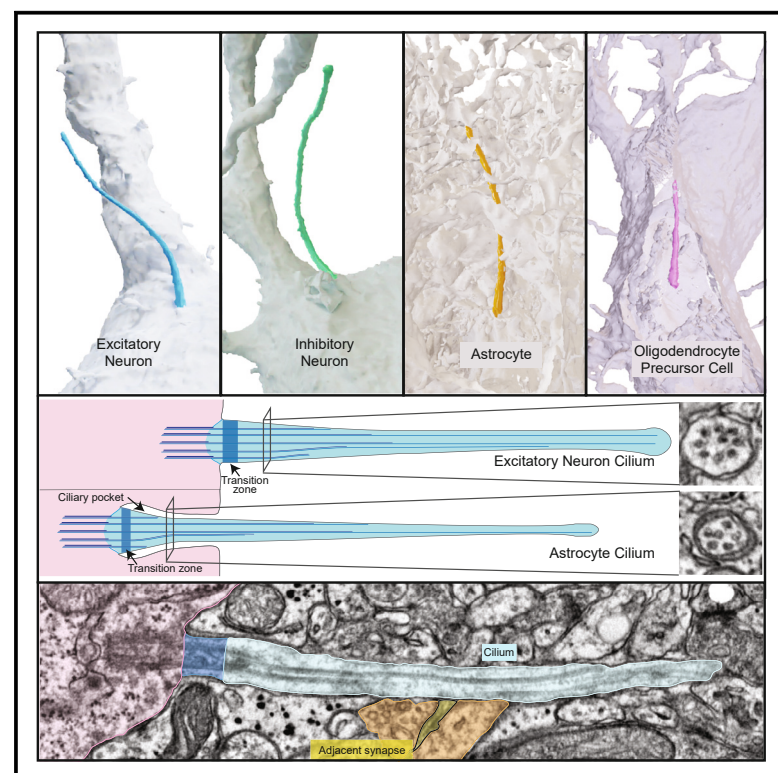 Excitatory
Neuron
Inhibitory
Neuron
Astrocyte
Oligodendrocyte
Precursor Cell
Transition
zone
Excitatory Neuron Cilium
Ciliary pocket
Transition zone
Astrocyte Cilium
Cilium
Adjacent synapse